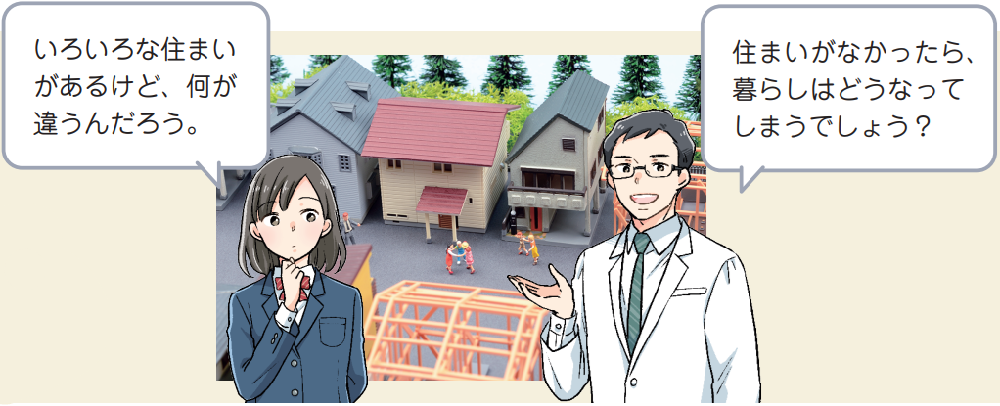 いろいろな住まい
があるけど、何が
違うんだろう。
住まいがなかったら、
暮らしはどうなって
しまうでしょう？